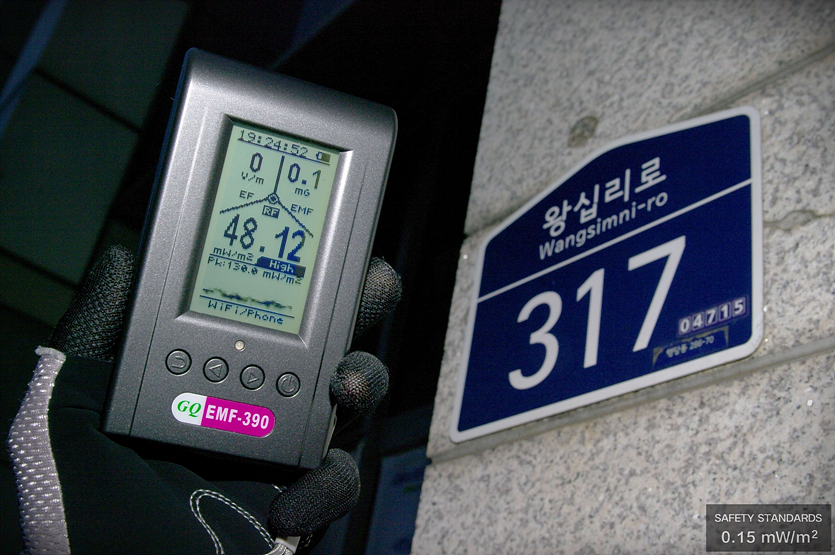 19:24:52
0
V/m
0.1
mG
EF
RF
EMF
48.12
mW/m2
High
Pk:130.0 mW/m2
WiFi/Phone
GQ EMF-390
왕십리로
Wangsimni-ro
317
04715
SAFETY STANDARDS
0.15 mW/m²